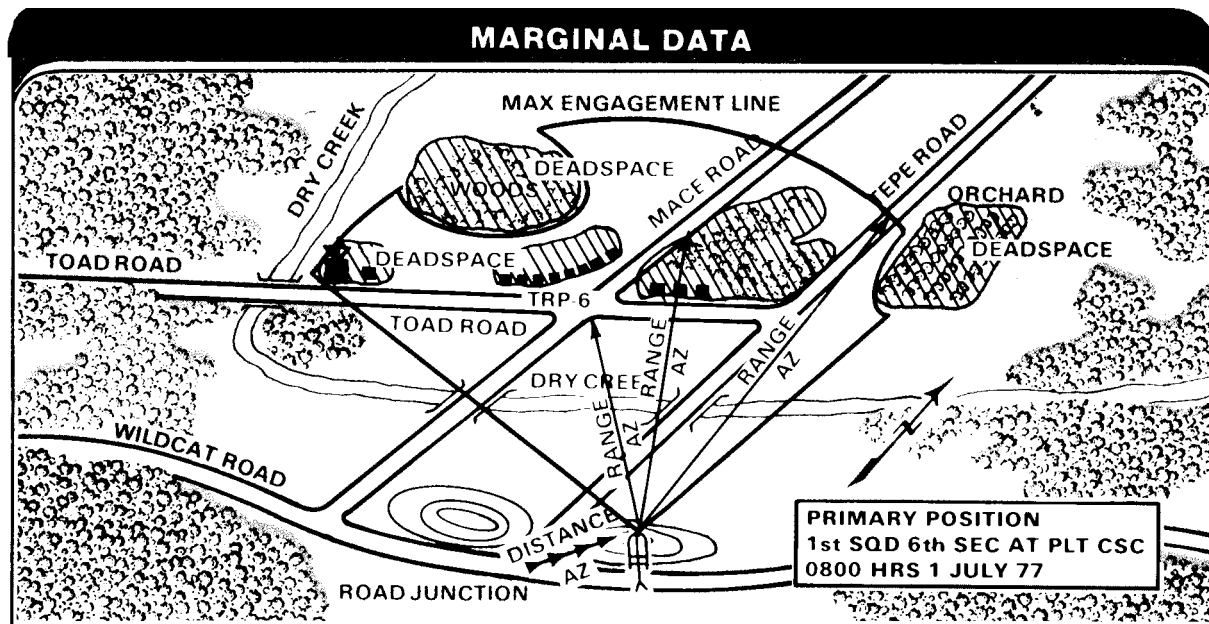 MARGINAL DATA
MAX ENGAGEMENT LINE
DRY CREEK
DEADSPACE
WOODS
MACE ROAD
TEPE ROAD
ORCHARD
DEADSPACE
TOAD ROAD
DEADSPACE
TRP-6
TOAD ROAD
RANGE
AZ
RANGE
AZ
DRY CREE
RANGE
AZ
WILDCAT ROAD
N
DISTANCE
AZ
ROAD JUNCTION
PRIMARY POSITION
1st SQD 6th SEC AT PLT CSC
0800 HRS 1 JULY 77